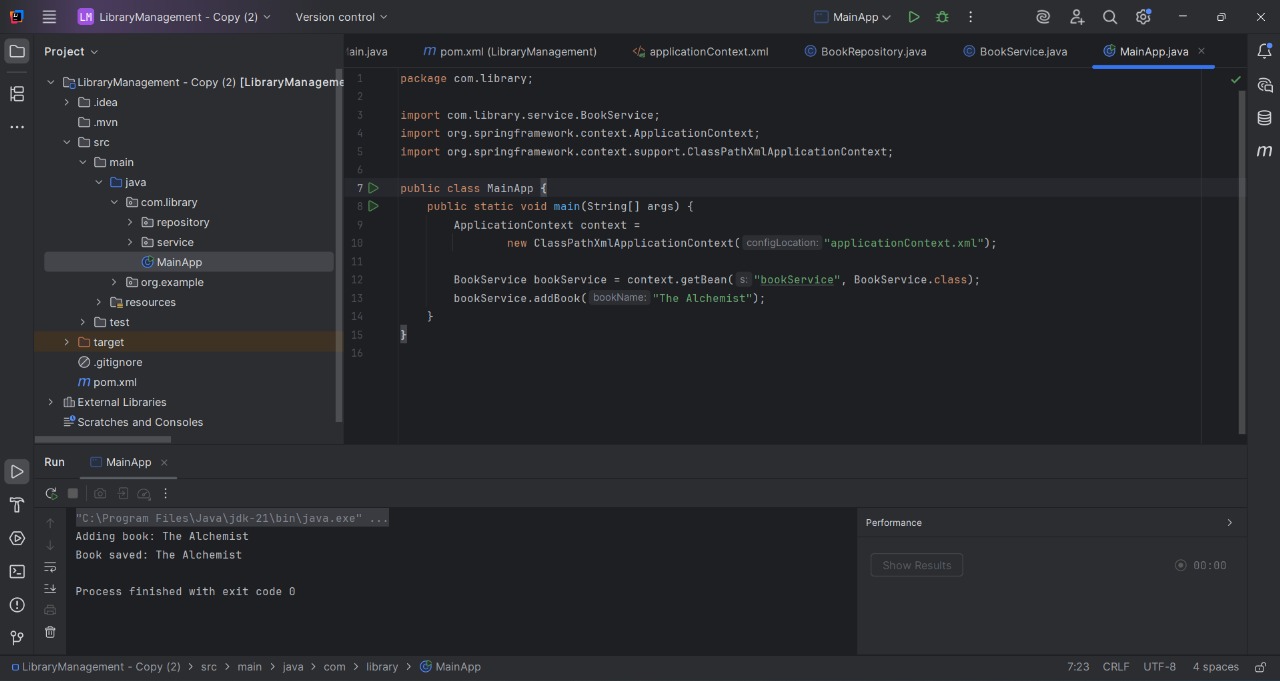 LM LibraryManagement - Copy (2) Version control MainApp
Project
LibraryManagement - Copy (2) [LibraryManageme
.idea
.mvn
src
main
java
com.library
repository
service
MainApp
org.example
resources
test
target
.gitignore
pom.xml
External Libraries
Scratches and Consoles
ain.java pom.xml (LibraryManagement) applicationContext.xml BookRepository.java BookService.java MainApp.java
1 package com.library;
2
3 import com.library.service.BookService;
4 import org.springframework.context.ApplicationContext;
5 import org.springframework.context.support.ClassPathXmlApplicationContext;
6
7 public class MainApp {
8 public static void main(String[] args) {
9 ApplicationContext context =
10 new ClassPathXmlApplicationContext( configLocation: "applicationContext.xml");
11
12 BookService bookService = context.getBean( s: "bookService", BookService.class);
13 bookService.addBook( bookName: "The Alchemist");
14 }
15 }
16
Run MainApp
"C:\Program Files\Java\jdk-21\bin\java.exe" ...
Adding book: The Alchemist
Book saved: The Alchemist
Process finished with exit code 0
Performance
Show Results 00:00
LibraryManagement - Copy (2) > src > main > java > com > library > MainApp 7:23 CRLF UTF-8 4 spaces